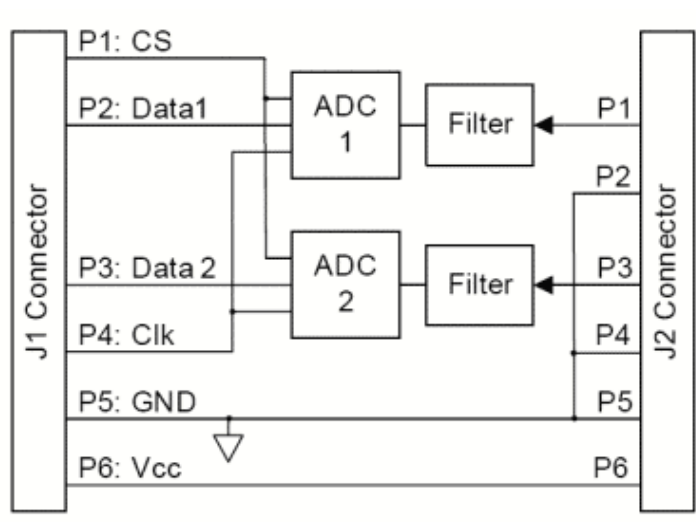 P1: CS
P2: Data1
P3: Data 2
P4: Clk
P5: GND
P6: Vcc
J1 Connector
ADC
1
Filter
ADC
2
Filter
P1
P2
P3
P4
P5
P6
J2 Connector